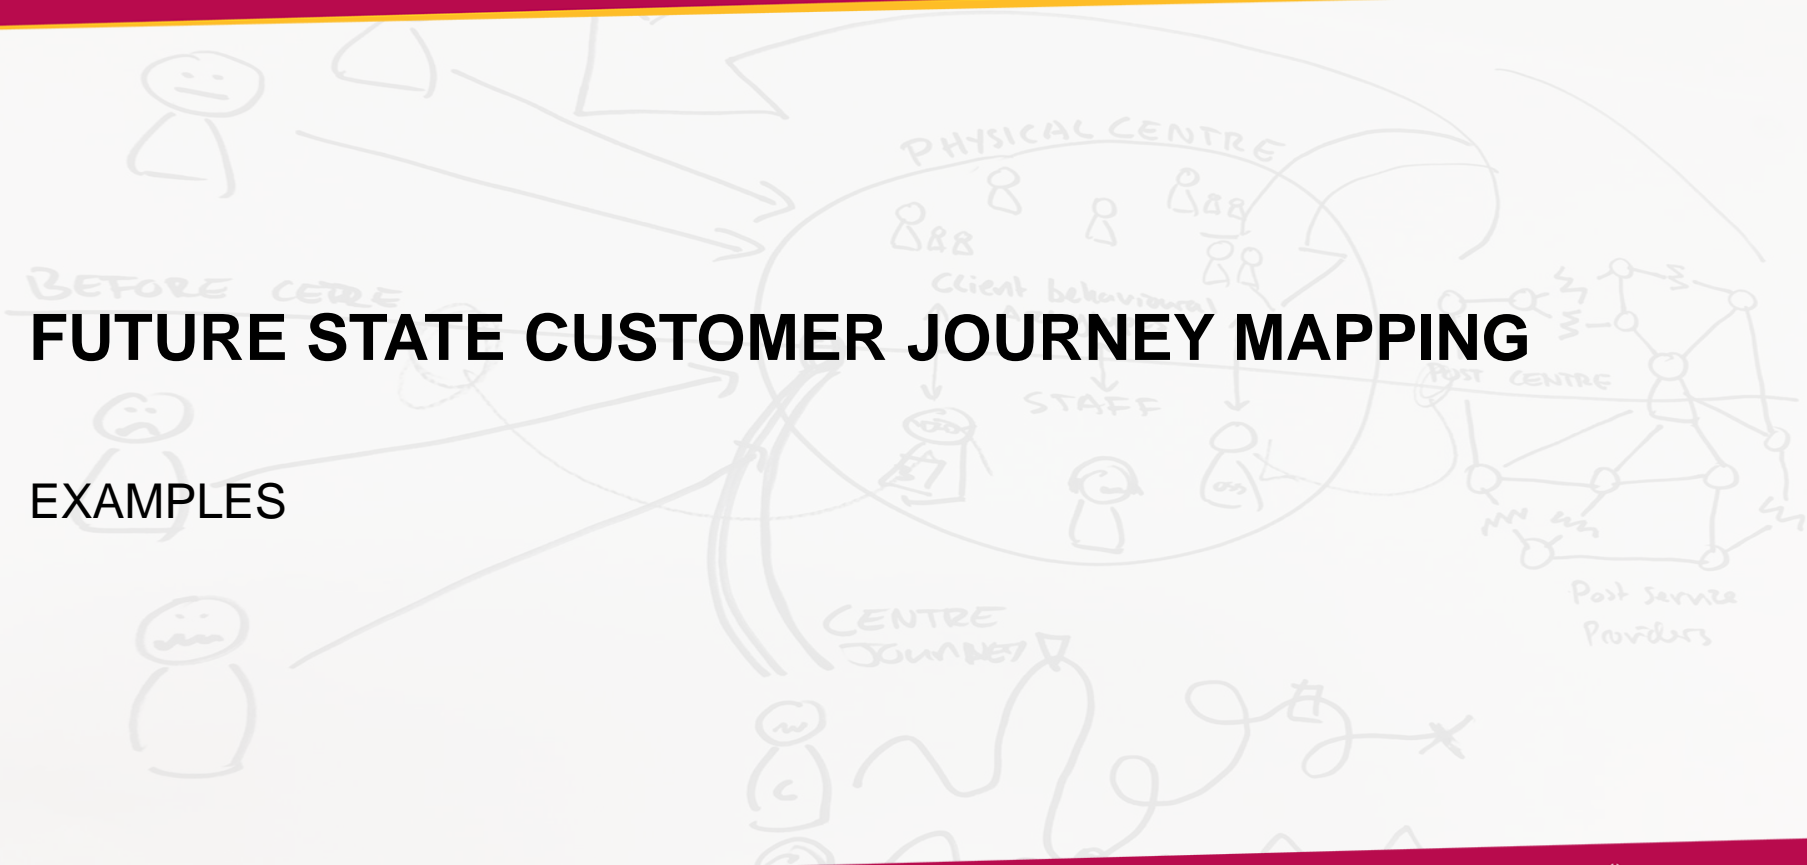 PHYSICAL CENTRE
BEFORE CETRE
Client behavioural
FUTURE STATE CUSTOMER JOURNEY MAPPING
POST CENTRE
STAFF
EXAMPLES
Post Service
Providers
CENTRE
JOURNEY
C